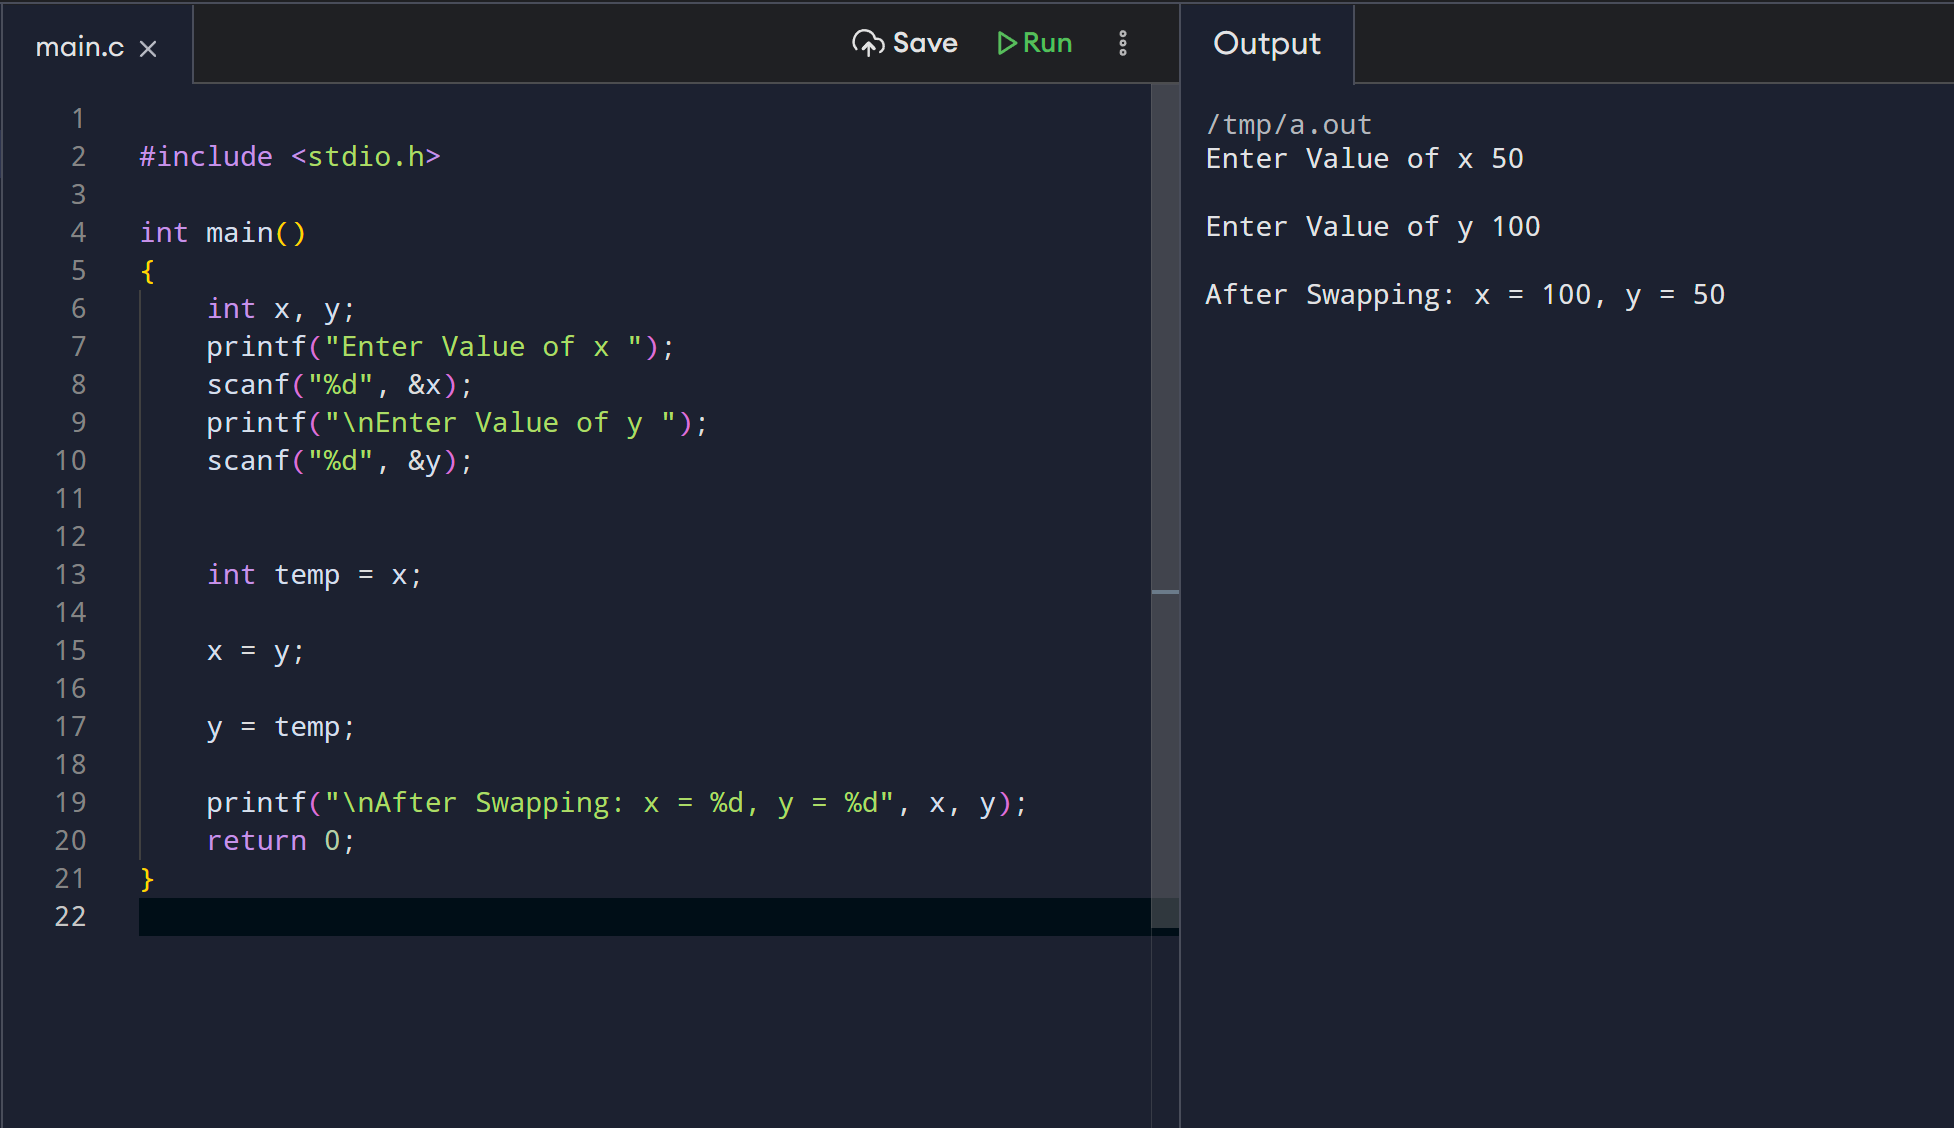 main.c ×
Save Run
Output
1
2 #include <stdio.h>
3
4 int main()
5 {
6     int x, y;
7     printf("Enter Value of x ");
8     scanf("%d", &x);
9     printf("\nEnter Value of y ");
10     scanf("%d", &y);
11
12
13     int temp = x;
14
15     x = y;
16
17     y = temp;
18
19     printf("\nAfter Swapping: x = %d, y = %d", x, y);
20     return 0;
21 }
22
/tmp/a.out
Enter Value of x 50
Enter Value of y 100
After Swapping: x = 100, y = 50